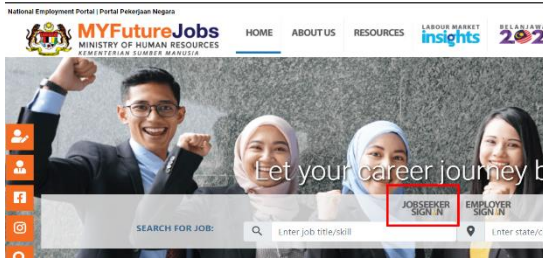 National Employment Portal | Portal Pekerjaan Negara
MYFutureJobs
MINISTRY OF HUMAN RESOURCES
KEMENTERIAN SUMBER MANUSIA
HOME
ABOUT US
RESOURCES
LABOUR MARKET
insights
BELANJAWA
202
Let your career journey b
JOBSEEKER
SIGN IN
EMPLOYER
SIGN IN
SEARCH FOR JOB:
Enter job title/skill
Enter state/c